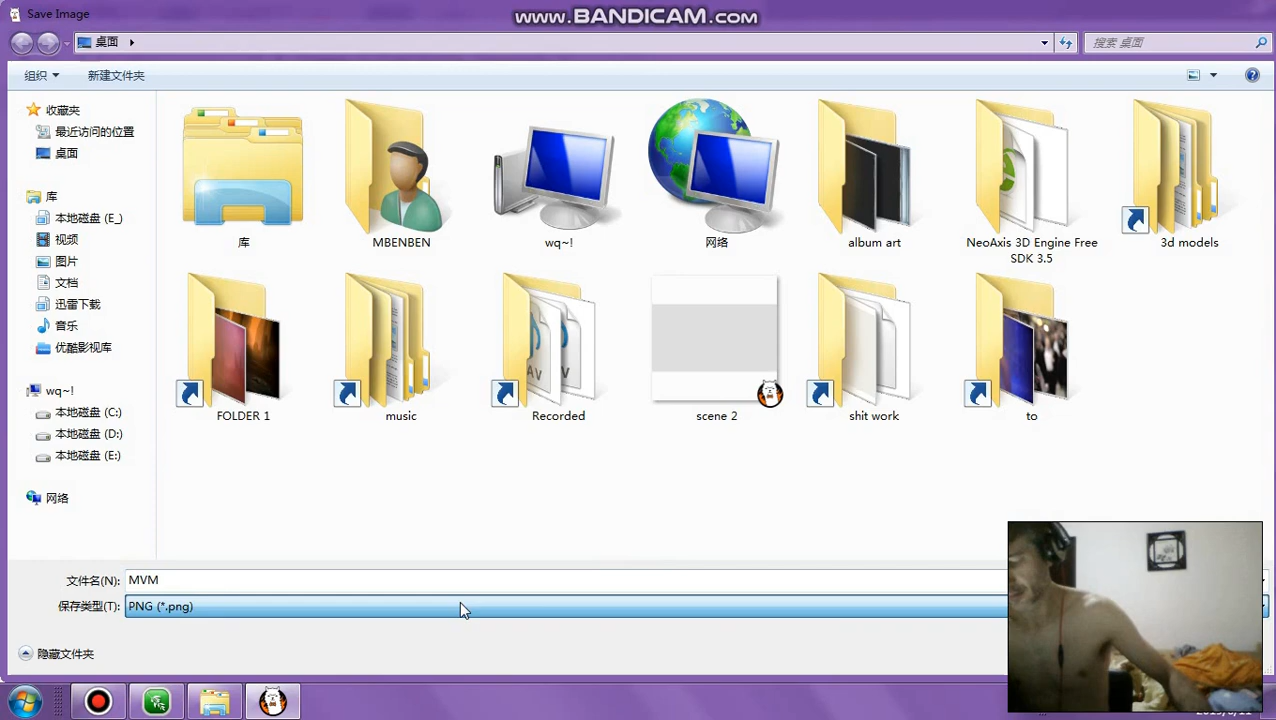 Save Image
www.BANDICAM.com
桌面
搜索 桌面
组织
新建文件夹
收藏夹
最近访问的位置
桌面
库
本地磁盘 (E_)
视频
图片
文档
迅雷下载
音乐
优酷影视库
wq~!
本地磁盘 (C:)
本地磁盘 (D:)
本地磁盘 (E:)
网络
库
MBENBEN
wq~!
网络
album art
NeoAxis 3D Engine Free
SDK 3.5
3d models
FOLDER 1
music
Recorded
scene 2
shit work
to
文件名(N):
MVM
保存类型(T):
PNG (*.png)
隐藏文件夹